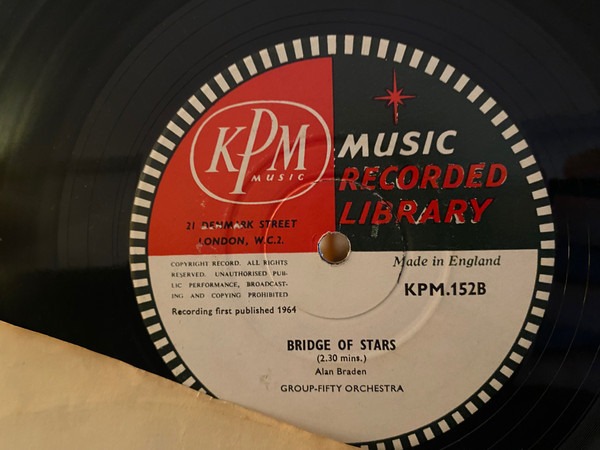 KPM
MUSIC
MUSIC
RECORDED
LIBRARY
21 DENMARK STREET
LONDON, W.C.2.
COPYRIGHT RECORD. ALL RIGHTS
RESERVED. UNAUTHORISED PUB-
LIC PERFORMANCE, BROADCAST-
ING AND COPYING PROHIBITED
Recording first published 1964
Made in England
KPM.152B
BRIDGE OF STARS
(2.30 mins.)
Alan Braden
GROUP-FIFTY ORCHESTRA